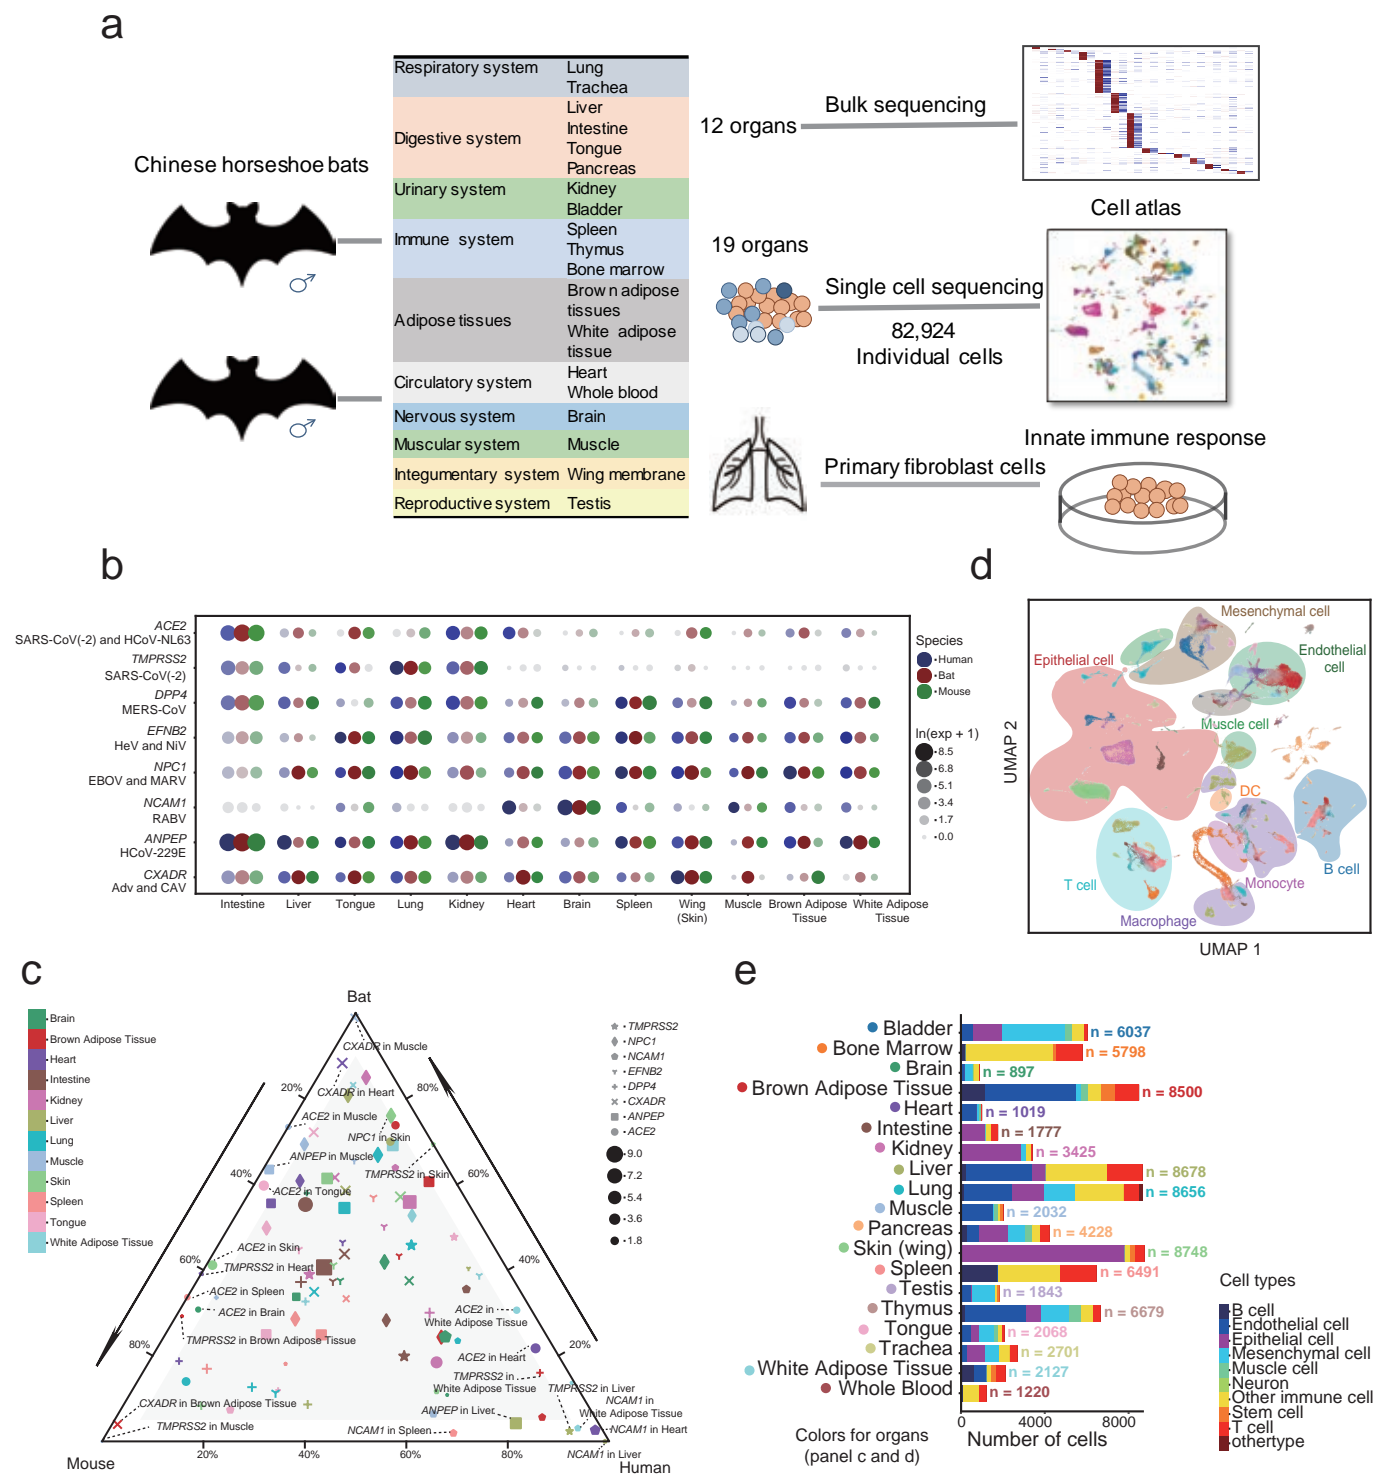 a
Chinese horseshoe bats
Respiratory system
Lung
Trachea
Digestive system
Liver
Intestine
Tongue
Pancreas
Urinary system
Kidney
Bladder
Immune system
Spleen
Thymus
Bone marrow
Adipose tissues
Brown adipose
tissues
White adipose
tissue
Circulatory system
Heart
Whole blood
Nervous system
Brain
Muscular system
Muscle
Integumentary system
Wing membrane
Reproductive system
Testis
12 organs
Bulk sequencing
Cell atlas
19 organs
Single cell sequencing
82,924
Individual cells
Innate immune response
Primary fibroblast cells
b
ACE2
SARS-CoV(-2) and HCoV-NL63
TMPRSS2
SARS-CoV(-2)
DPP4
MERS-CoV
EFNB2
HeV and NiV
NPC1
EBOV and MARV
NCAM1
RABV
ANPEP
HCoV-229E
CXADR
Adv and CAV
Intestine
Liver
Tongue
Lung
Kidney
Heart
Brain
Spleen
Wing
(Skin)
Muscle
Brown Adipose
Tissue
White Adipose
Tissue
Species
Human
Bat
Mouse
ln(exp + 1)
8.5
6.8
5.1
3.4
1.7
0.0
d
Mesenchymal cell
Epithelial cell
Endothelial
cell
Muscle cell
DC
B cell
T cell
Monocyte
Macrophage
UMAP 2
UMAP 1
c
Brain
Brown Adipose Tissue
Heart
Intestine
Kidney
Liver
Lung
Muscle
Skin
Spleen
Tongue
White Adipose Tissue
Bat
CXADR in Muscle
20%
80%
CXADR in Heart
ACE2 in Muscle
NPC1 in Skin
ANPEP in Muscle
TMPRSS2 in Skin
40%
60%
ACE2 in Tongue
ACE2 in Skin
60%
TMPRSS2 in Heart
40%
ACE2 in Spleen
ACE2 in Brain
ACE2 in
White Adipose Tissue
TMPRSS2 in Brown Adipose Tissue
80%
20%
ACE2 in Heart
TMPRSS2 in
White Adipose Tissue
TMPRSS2 in Liver
NCAM1 in
White Adipose Tissue
CXADR in Brown Adipose Tissue
ANPEP in Liver
TMPRSS2 in Muscle
NCAM1 in Spleen
NCAM1 in Heart
NCAM1 in Liver
Mouse
20%
40%
60%
80%
Human
TMPRSS2
NPC1
NCAM1
EFNB2
DPP4
CXADR
ANPEP
ACE2
9.0
7.2
5.4
3.6
1.8
e
Bladder
n = 6037
Bone Marrow
n = 5798
Brain
n = 897
Brown Adipose Tissue
n = 8500
Heart
n = 1019
Intestine
n = 1777
Kidney
n = 3425
Liver
n = 8678
Lung
n = 8656
Muscle
n = 2032
Pancreas
n = 4228
Skin (wing)
n = 8748
Spleen
n = 6491
Testis
n = 1843
Thymus
n = 6679
Tongue
n = 2068
Trachea
n = 2701
White Adipose Tissue
n = 2127
Whole Blood
n = 1220
0
4000
8000
Number of cells
Colors for organs
(panel c and d)
Cell types
B cell
Endothelial cell
Epithelial cell
Mesenchymal cell
Muscle cell
Neuron
Other immune cell
Stem cell
T cell
othertype